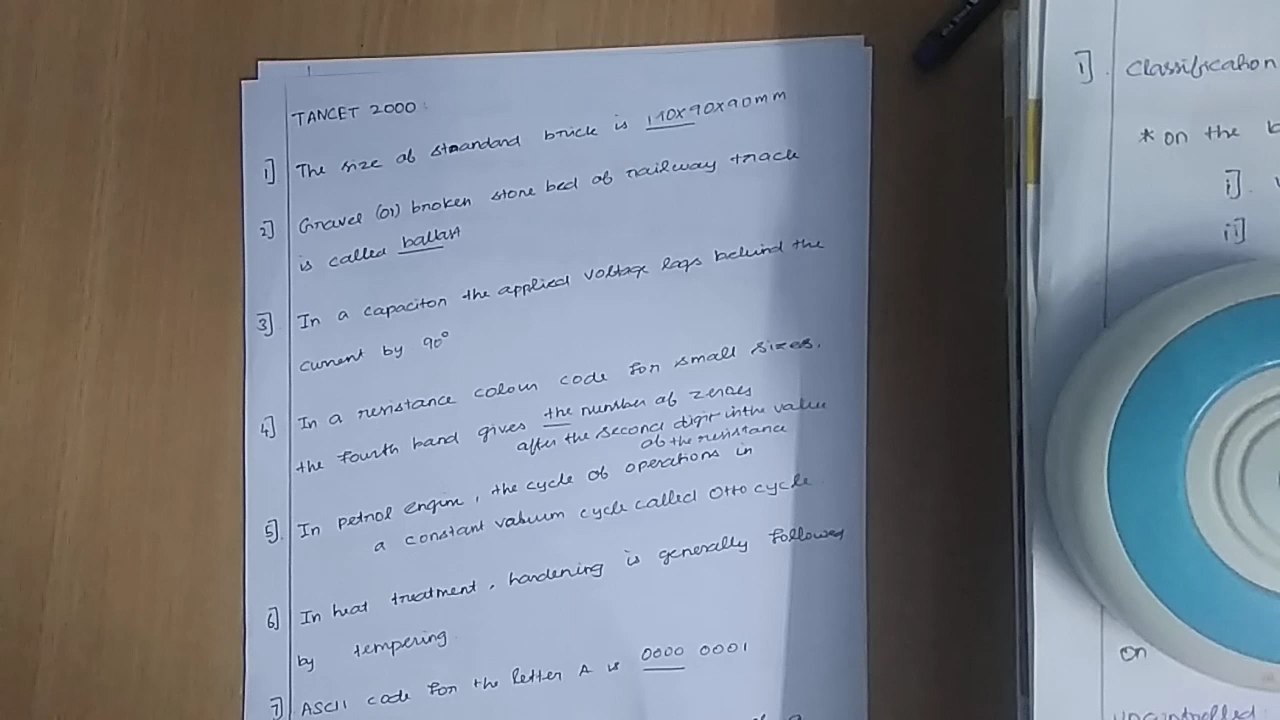 TANCET 2000:
1] The size of standard brick is 190X90X90mm
2] Gravel (or) broken stone bed of railway track
is called ballast
3] In a capacitor the applied voltage lags behind the
current by 90°
4] In a resistance colour code for small sizes,
the fourth band gives the number of zeroes
after the second digit in the value
of the resistance
5]. In petrol engine, the cycle of operations in
a constant cycle called Otto cycle
6] In heat treatment, hardening is generally followed
by tempering.
7] ASCII code for the letter A is 0000 0001
1]. Classification
* on the
i].
ii]
on
uncontrolled